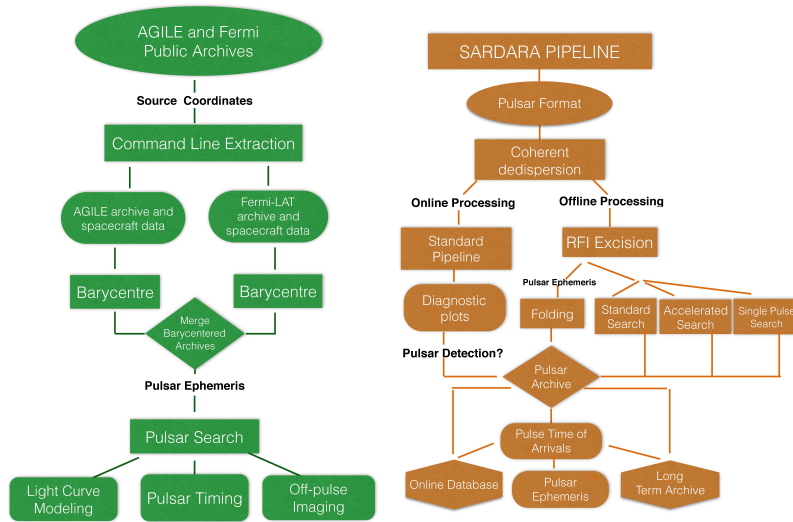 AGILE and Fermi
Public Archives
Source Coordinates
Command Line Extraction
AGILE archive and
spacecraft data
Fermi-LAT
archive and
spacecraft data
Barycentre
Barycentre
Merge
Barycentered
Archives
Pulsar Ephemeris
Pulsar Search
Light Curve
Modeling
Pulsar Timing
Off-pulse
Imaging
SARDARA PIPELINE
Pulsar Format
Coherent
dedispersion
Online Processing
Offline Processing
Standard
Pipeline
RFI Excision
Diagnostic
plots
Pulsar Ephemeris
Folding
Standard
Search
Accelerated
Search
Single Pulse
Search
Pulsar Detection?
Pulsar
Archive
Pulse Time of
Arrivals
Online Database
Pulsar
Ephemeris
Long
Term Archive